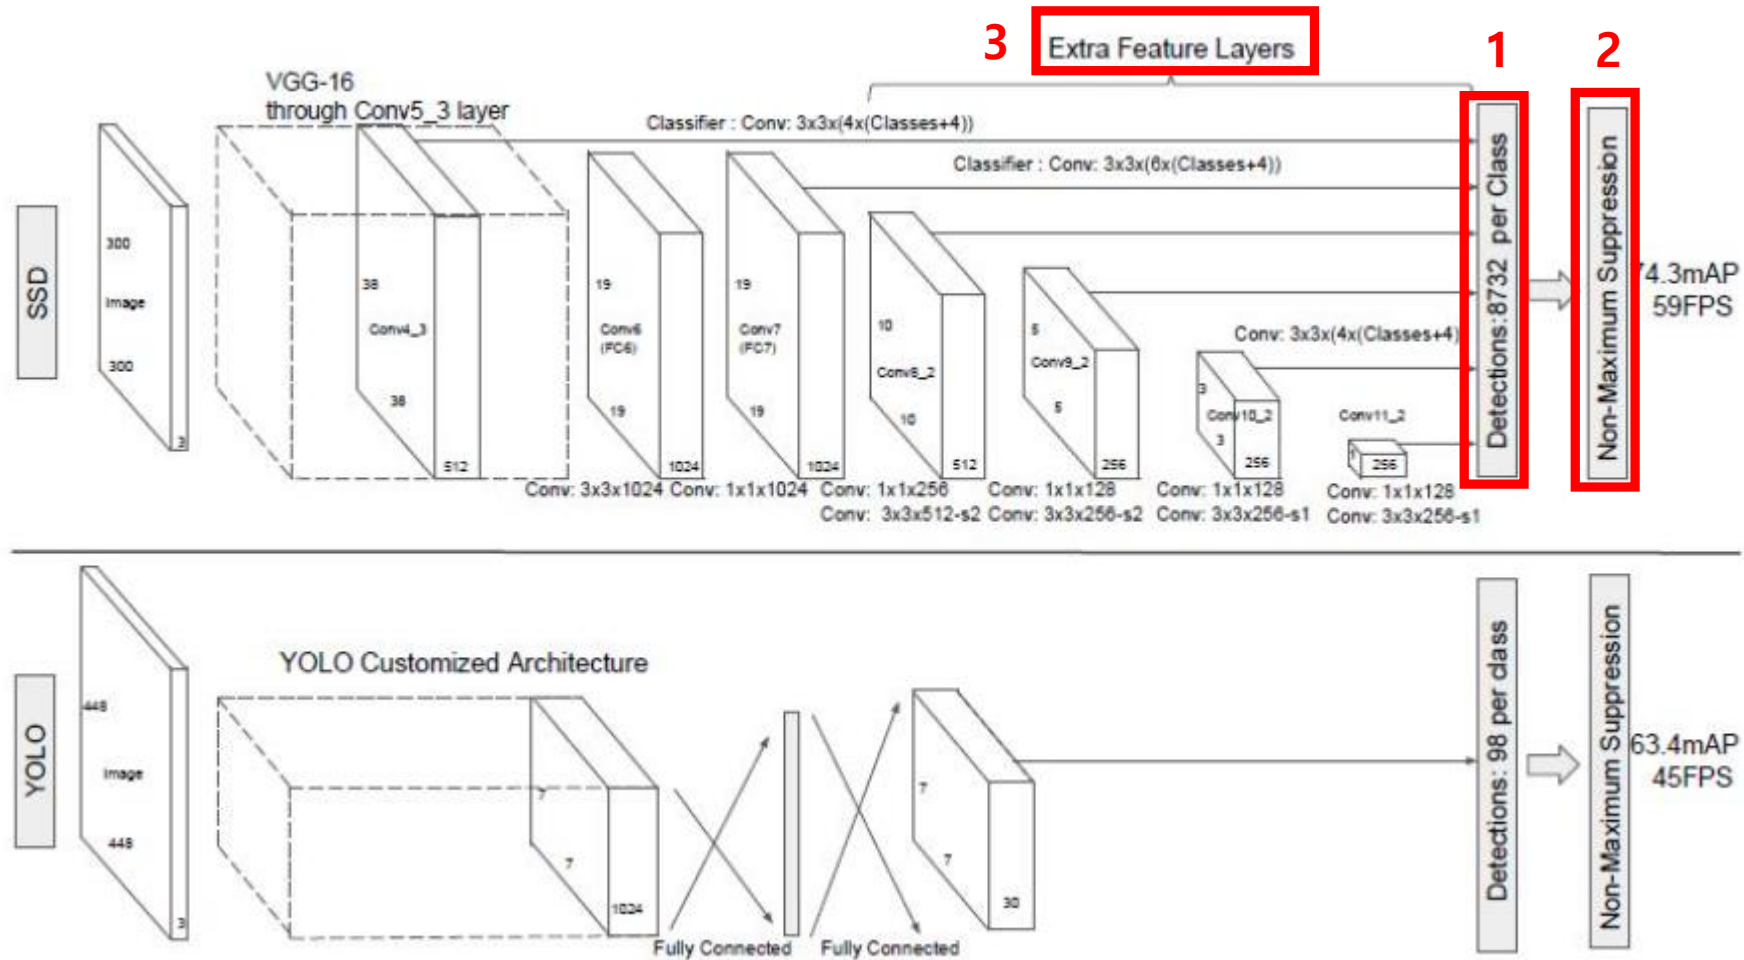 3
Extra Feature Layers
1
2
VGG-16
through Conv5_3 layer
Classifier : Conv: 3x3x(4x(Classes+4))
Classifier : Conv: 3x3x(6x(Classes+4))
SSD
300
Image
300
3
38
Conv4_3
38
512
19
Conv6
(FC6)
19
1024
19
Conv7
(FC7)
19
1024
10
Conv8_2
10
512
5
Conv9_2
5
256
Conv: 3x3x(4x(Classes+4)
3
Conv10_2
3
256
Conv11_2
1
256
Detections:8732 per Class
Non-Maximum Suppression
74.3mAP
59FPS
Conv: 3x3x1024
Conv: 1x1x1024
Conv: 1x1x256
Conv: 3x3x512-s2
Conv: 1x1x128
Conv: 3x3x256-s2
Conv: 1x1x128
Conv: 3x3x256-s1
Conv: 1x1x128
Conv: 3x3x256-s1
YOLO
448
Image
448
3
YOLO Customized Architecture
7
7
1024
Fully Connected
Fully Connected
7
7
30
Detections: 98 per dass
Non-Maximum Suppression
63.4mAP
45FPS